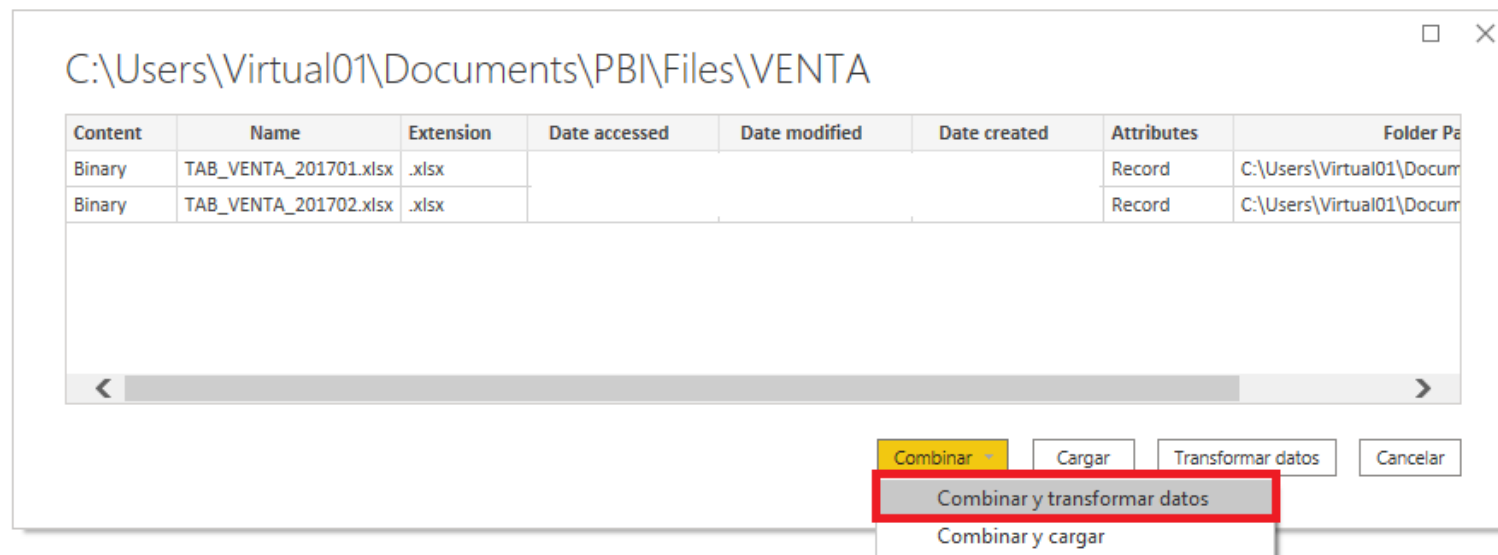 C:\Users\Virtual01\Documents\PBI\Files\VENTA
Content Name Extension Date accessed Date modified Date created Attributes Folder Pa
Binary TAB_VENTA_201701.xlsx .xlsx Record C:\Users\Virtual01\Docum
Binary TAB_VENTA_201702.xlsx .xlsx Record C:\Users\Virtual01\Docum
Combinar Cargar Transformar datos Cancelar
Combinar y transformar datos
Combinar y cargar